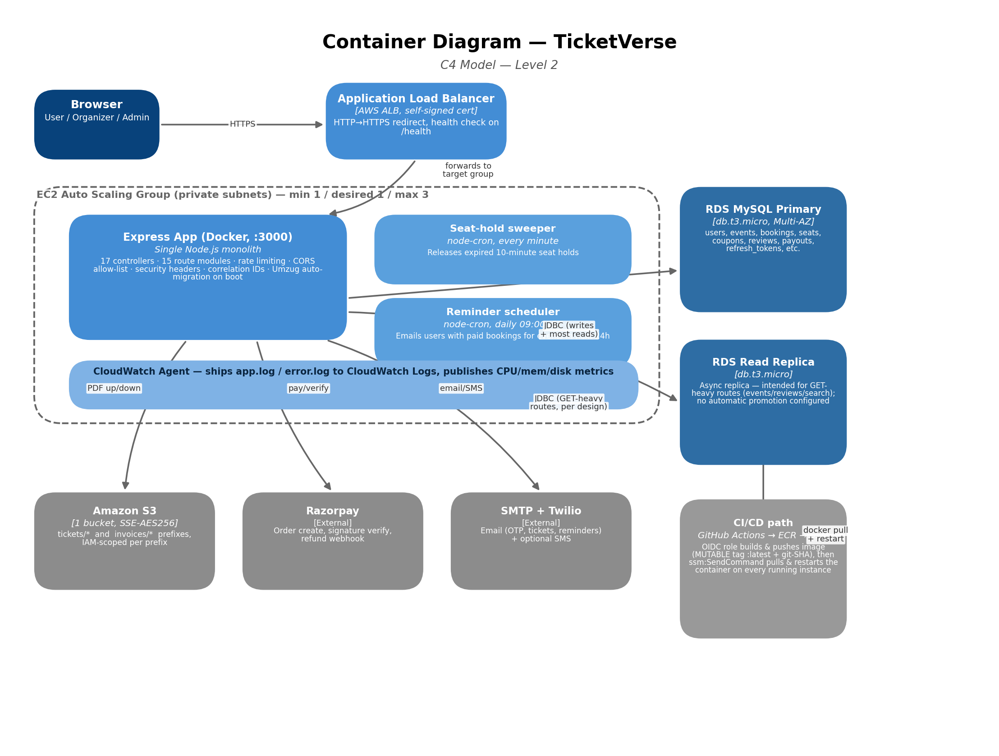 Container Diagram — TicketVerse
C4 Model — Level 2
Browser
User / Organizer / Admin
HTTPS
Application Load Balancer
[AWS ALB, self-signed cert]
HTTP→HTTPS redirect, health check on
/health
forwards to
target group
EC2 Auto Scaling Group (private subnets) — min 1 / desired 1 / max 3
Express App (Docker, :3000)
Single Node.js monolith
17 controllers · 15 route modules · rate limiting · CORS
allow-list · security headers · correlation IDs · Umzug auto-
migration on boot
Seat-hold sweeper
node-cron, every minute
Releases expired 10-minute seat holds
Reminder scheduler
node-cron, daily 09:00
Emails users with paid bookings for
4h
JDBC (writes
+ most reads)
CloudWatch Agent — ships app.log / error.log to CloudWatch Logs, publishes CPU/mem/disk metrics
PDF up/down
pay/verify
email/SMS
JDBC (GET-heavy
routes, per design)
RDS MySQL Primary
[db.t3.micro, Multi-AZ]
users, events, bookings, seats,
coupons, reviews, payouts,
refresh_tokens, etc.
RDS Read Replica
[db.t3.micro]
Async replica — intended for GET-
heavy routes (events/reviews/search);
no automatic promotion configured
Amazon S3
[1 bucket, SSE-AES256]
tickets/*  and  invoices/*  prefixes,
IAM-scoped per prefix
Razorpay
[External]
Order create, signature verify,
refund webhook
SMTP + Twilio
[External]
Email (OTP, tickets, reminders)
+ optional SMS
CI/CD path
GitHub Actions → ECR
docker pull
+ restart
OIDC role builds & pushes image
(MUTABLE tag :latest + git-SHA), then
ssm:SendCommand pulls & restarts the
container on every running instance